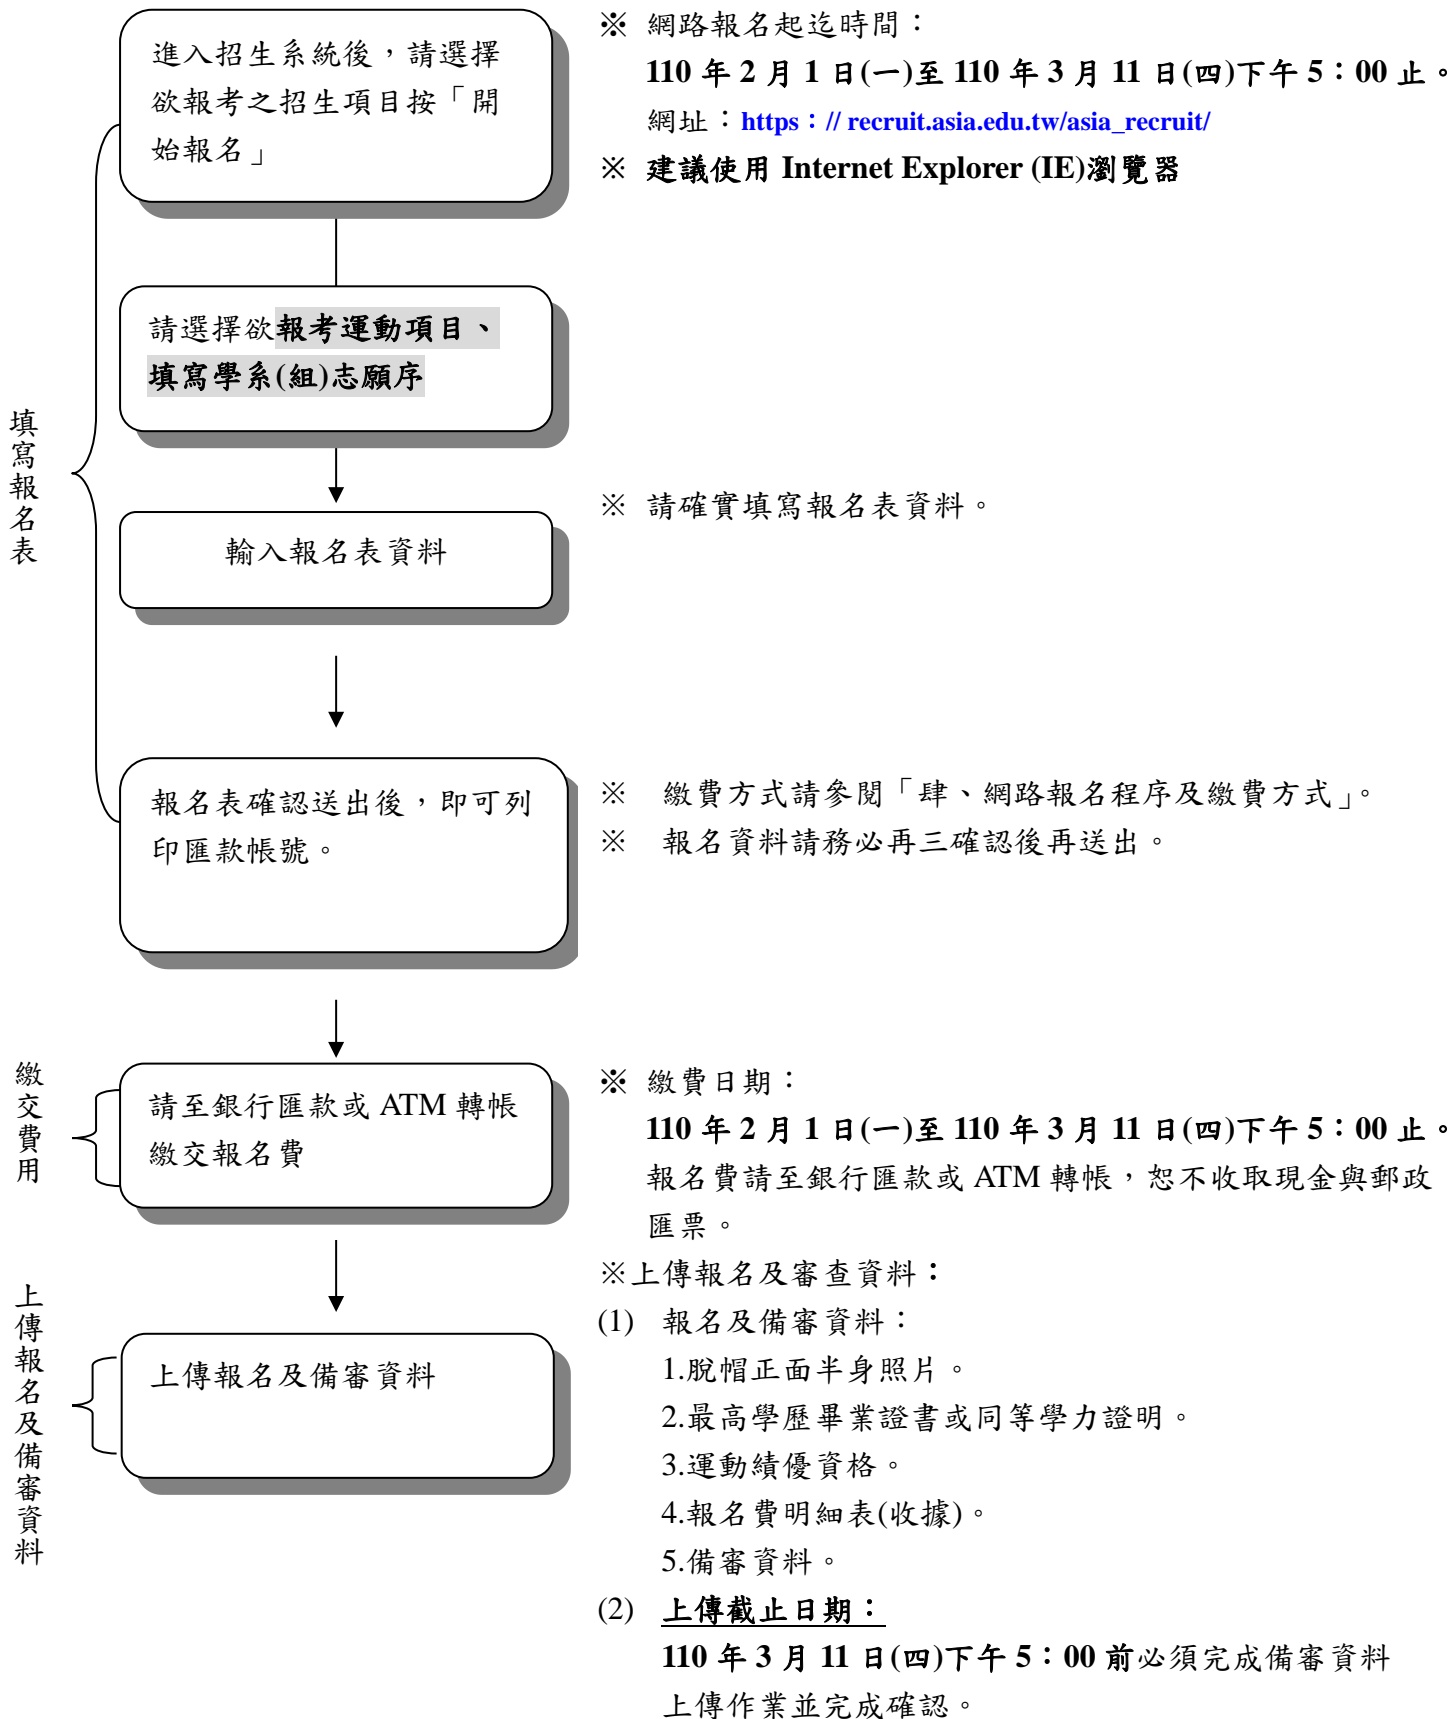 進入招生系統後，請選擇
欲報考之招生項目按「開
始報名」
※ 網路報名起迄時間：
110 年 2 月 1 日(一)至 110 年 3 月 11 日(四)下午 5：00 止。
網址：https：// recruit.asia.edu.tw/asia_recruit/
※ 建議使用 Internet Explorer (IE)瀏覽器
請選擇欲報考運動項目、
填寫學系(組)志願序
填寫報名表
輸入報名表資料
※ 請確實填寫報名表資料。
報名表確認送出後，即可列
印匯款帳號。
※ 繳費方式請參閱「肆、網路報名程序及繳費方式」。
※ 報名資料請務必再三確認後再送出。
繳交費用
請至銀行匯款或 ATM 轉帳
繳交報名費
※ 繳費日期：
110 年 2 月 1 日(一)至 110 年 3 月 11 日(四)下午 5：00 止。
報名費請至銀行匯款或 ATM 轉帳，恕不收取現金與郵政
匯票。
上傳報名及備審資料
上傳報名及備審資料
※上傳報名及審查資料：
(1) 報名及備審資料：
1.脫帽正面半身照片。
2.最高學歷畢業證書或同等學力證明。
3.運動績優資格。
4.報名費明細表(收據)。
5.備審資料。
(2) 上傳截止日期：
110 年 3 月 11 日(四)下午 5：00 前必須完成備審資料
上傳作業並完成確認。